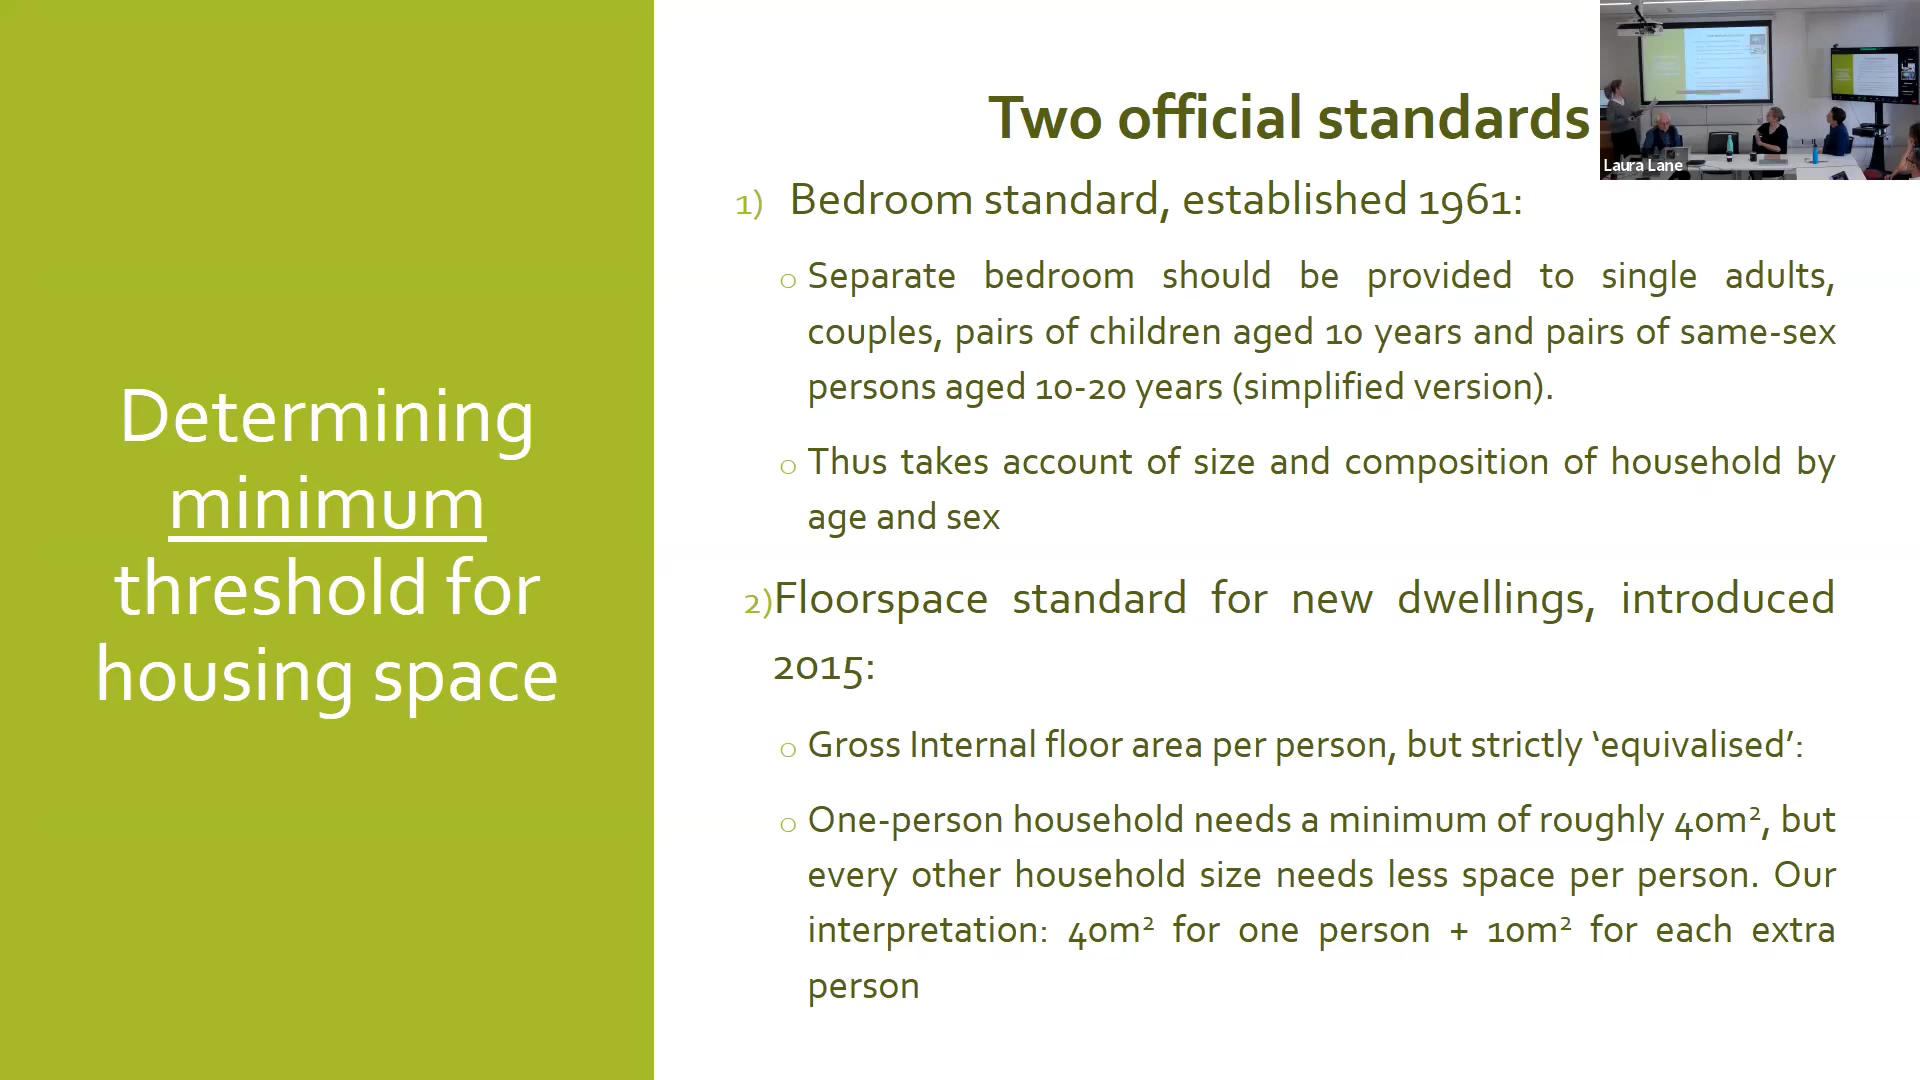 Determining
minimum
threshold for
housing space
Two official standards
1) Bedroom standard, established 1961:
o Separate bedroom should be provided to single adults,
couples, pairs of children aged 10 years and pairs of same-sex
persons aged 10-20 years (simplified version).
o Thus takes account of size and composition of household by
age and sex
2)Floorspace standard for new dwellings, introduced
2015:
o Gross Internal floor area per person, but strictly ‘equivalised’:
o One-person household needs a minimum of roughly 40m², but
every other household size needs less space per person. Our
interpretation: 40m² for one person + 10m² for each extra
person
Laura Lane